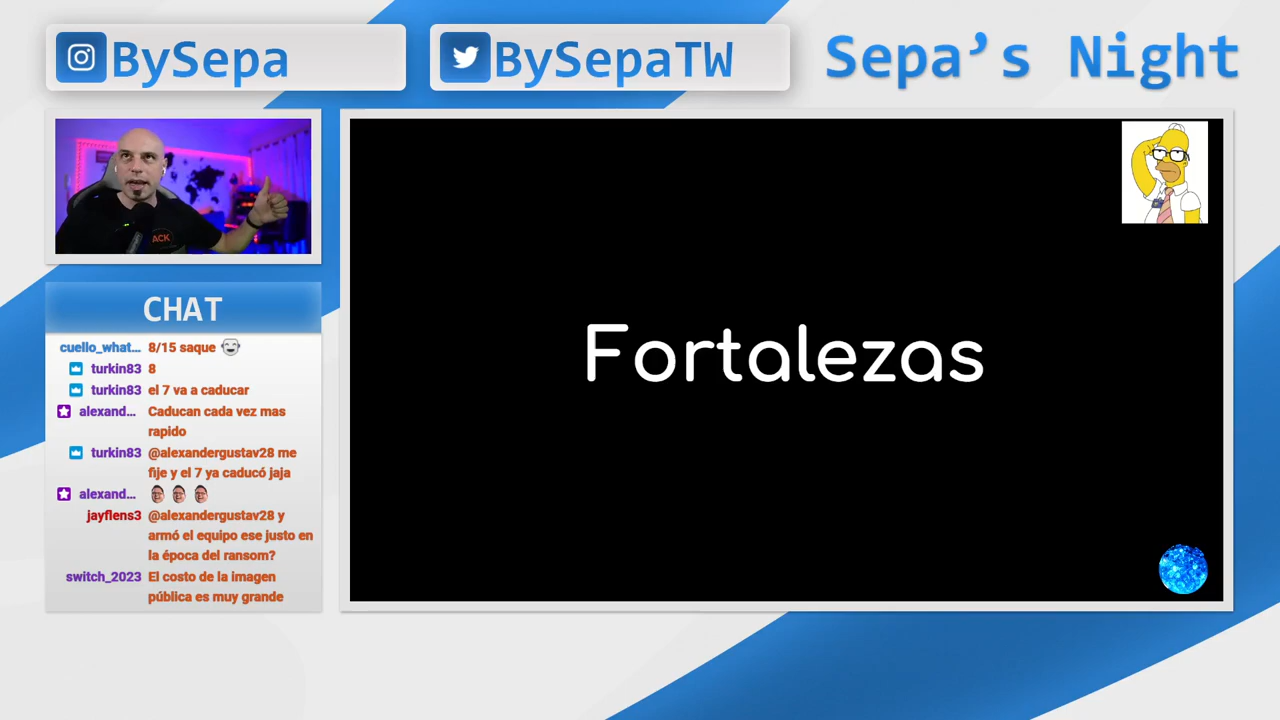 BySepa
BySepaTW
Sepa's Night
ACK
CHAT
cuello_what... 8/15 saque
turkin83 8
turkin83 el 7 va a caducar
alexand... Caducan cada vez mas
rapido
turkin83 @alexandergustav28 me
fije y el 7 ya caducó jaja
alexand...
jayflens3 @alexandergustav28 y
armó el equipo ese justo en
la época del ransom?
switch_2023 El costo de la imagen
pública es muy grande
Fortalezas